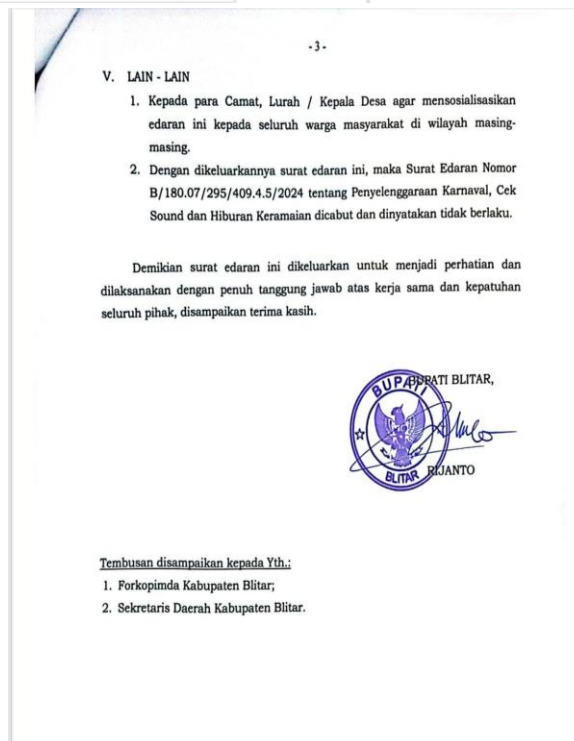 -3-
V. LAIN - LAIN
1. Kepada para Camat, Lurah / Kepala Desa agar mensosialisasikan
edaran ini kepada seluruh warga masyarakat di wilayah masing-
masing.
2. Dengan dikeluarkannya surat edaran ini, maka Surat Edaran Nomor
B/180.07/295/409.4.5/2024 tentang Penyelenggaraan Karnaval, Cek
Sound dan Hiburan Keramaian dicabut dan dinyatakan tidak berlaku.
Demikian surat edaran ini dikeluarkan untuk menjadi perhatian dan
dilaksanakan dengan penuh tanggung jawab atas kerja sama dan kepatuhan
seluruh pihak, disampaikan terima kasih.
BUPATI BLITAR,
BUPATI
BLITAR
RIJANTO
Tembusan disampaikan kepada Yth.:
1. Forkopimda Kabupaten Blitar;
2. Sekretaris Daerah Kabupaten Blitar.